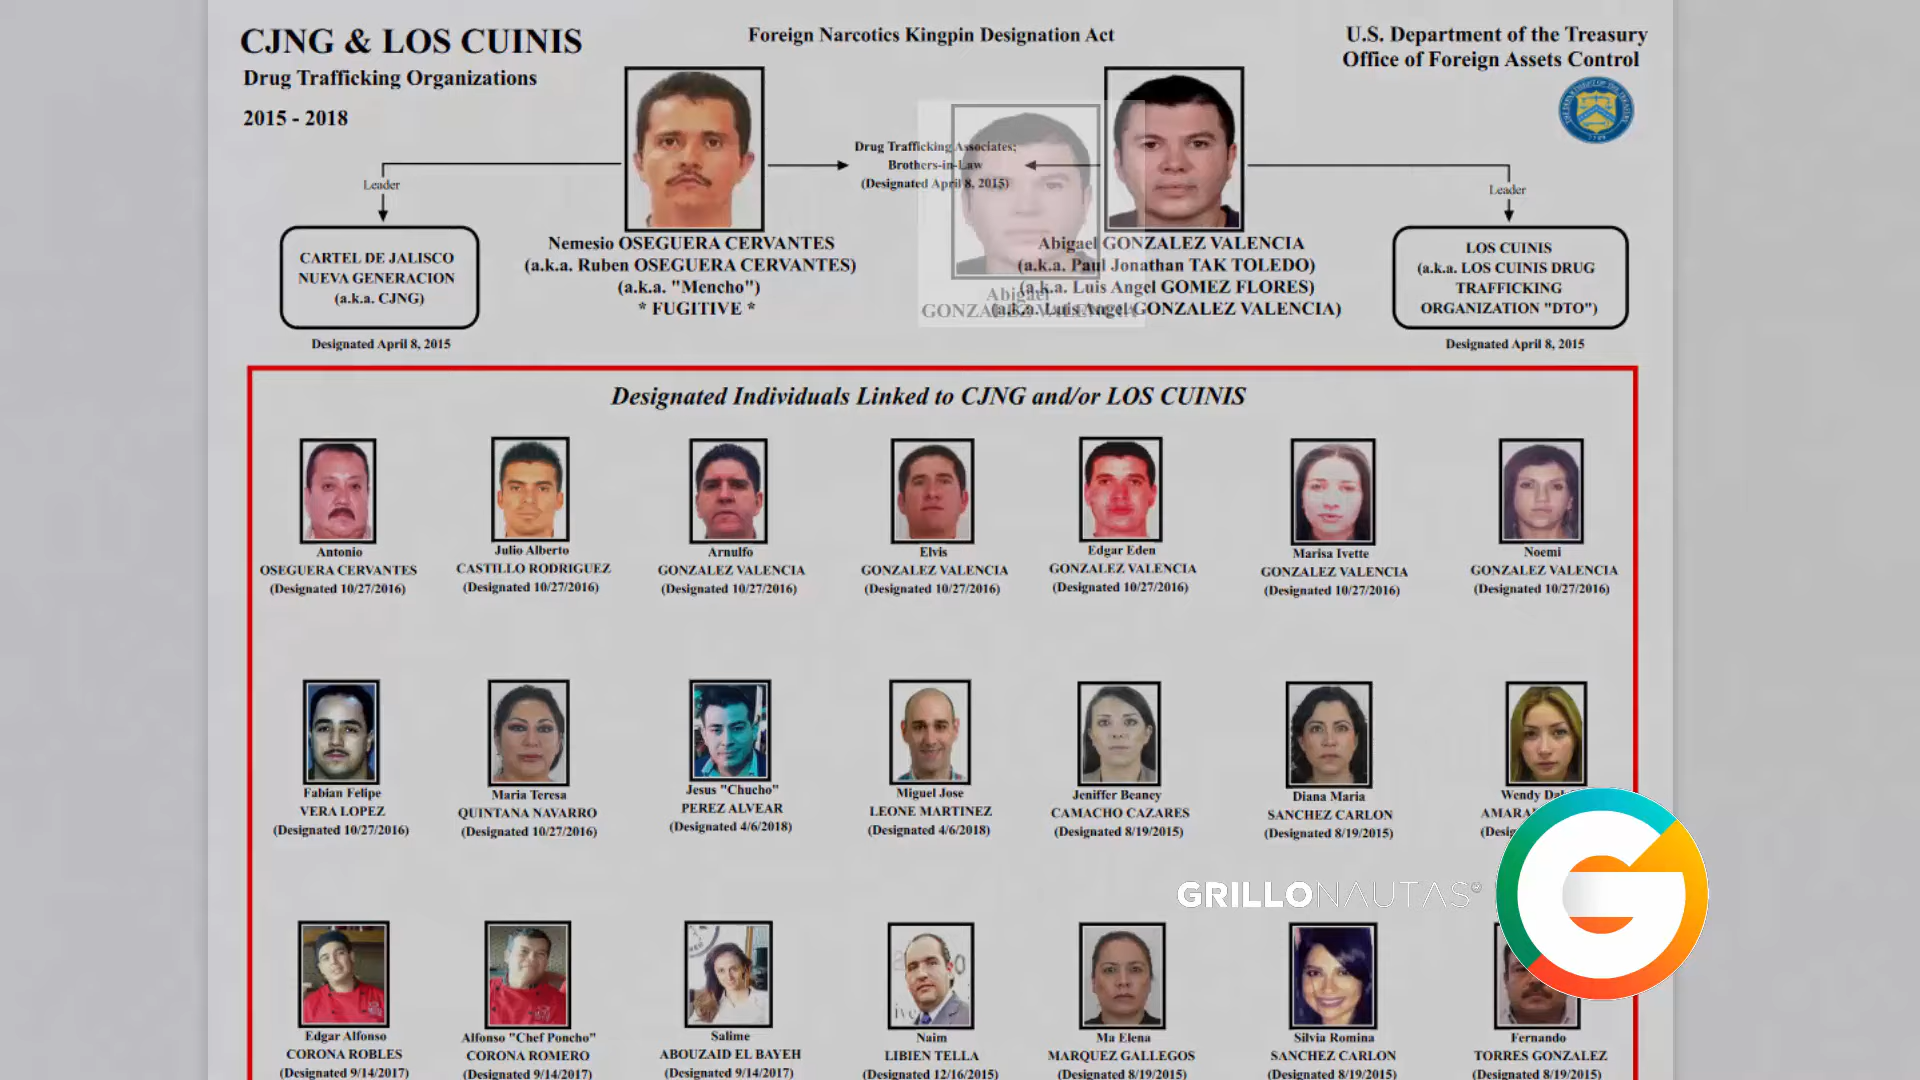 CJNG & LOS CUINIS
Drug Trafficking Organizations
2015 - 2018
Foreign Narcotics Kingpin Designation Act
U.S. Department of the Treasury
Office of Foreign Assets Control
Leader
CARTEL DE JALISCO
NUEVA GENERACION
(a.k.a. CJNG)
Designated April 8, 2015
Nemesio OSEGUERA CERVANTES
(a.k.a. Ruben OSEGUERA CERVANTES)
(a.k.a. "Mencho")
* FUGITIVE *
Drug Trafficking Associates;
Brothers-in-Law
(Designated April 8, 2015)
Abigael GONZALEZ VALENCIA
(a.k.a. Paul Jonathan TAK TOLEDO)
(a.k.a. Luis Angel GOMEZ FLORES)
(a.k.a. Luis Angel GONZALEZ VALENCIA)
Abigael
GONZALEZ VALENCIA
Leader
LOS CUINIS
(a.k.a. LOS CUINIS DRUG
TRAFFICKING
ORGANIZATION "DTO")
Designated April 8, 2015
Designated Individuals Linked to CJNG and/or LOS CUINIS
Antonio
OSEGUERA CERVANTES
(Designated 10/27/2016)
Julio Alberto
CASTILLO RODRIGUEZ
(Designated 10/27/2016)
Arnulfo
GONZALEZ VALENCIA
(Designated 10/27/2016)
Elvis
GONZALEZ VALENCIA
(Designated 10/27/2016)
Edgar Eden
GONZALEZ VALENCIA
(Designated 10/27/2016)
Marisa Ivette
GONZALEZ VALENCIA
(Designated 10/27/2016)
Noemi
GONZALEZ VALENCIA
(Designated 10/27/2016)
Fabian Felipe
VERA LOPEZ
(Designated 10/27/2016)
Maria Teresa
QUINTANA NAVARRO
(Designated 10/27/2016)
Jesus "Chucho"
PEREZ ALVEAR
(Designated 4/6/2018)
Miguel Jose
LEONE MARTINEZ
(Designated 4/6/2018)
Jeniffer Beaney
CAMACHO CAZARES
(Designated 8/19/2015)
Diana Maria
SANCHEZ CARLON
(Designated 8/19/2015)
Wendy
GRILLONAUTAS
Edgar Alfonso
CORONA ROBLES
(Designated 9/14/2017)
Alfonso "Chef Poncho"
CORONA ROMERO
(Designated 9/14/2017)
Salime
ABOUZAID EL BAYEH
(Designated 9/14/2017)
Naim
LIBIEN TELLA
(Designated 12/16/2015)
Ma Elena
MARQUEZ GALLEGOS
(Designated 8/19/2015)
Silvia Romina
SANCHEZ CARLON
(Designated 8/19/2015)
Fernando
TORRES GONZALEZ
(Designated 8/19/2015)